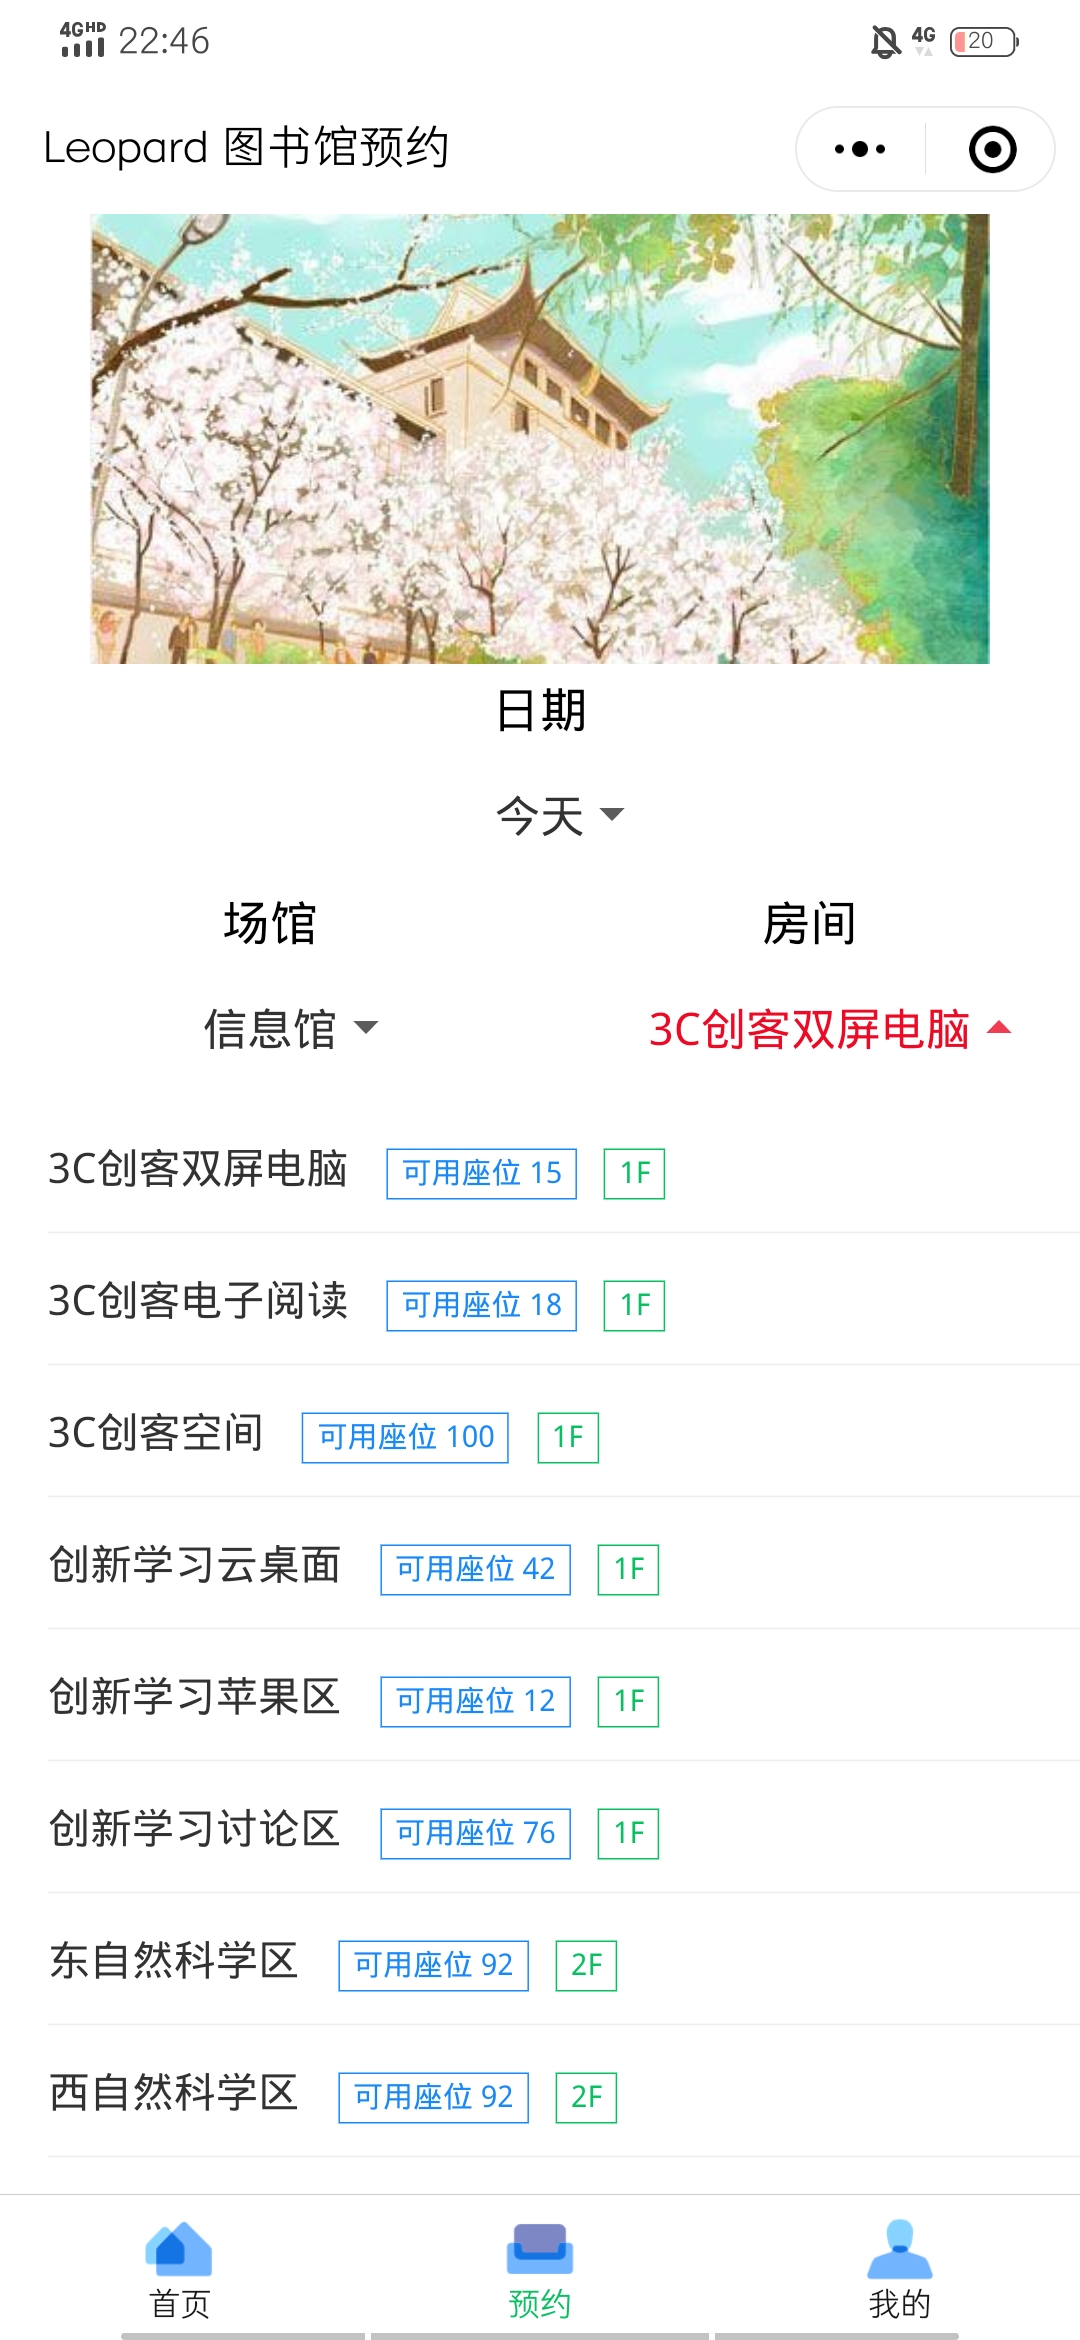 4GHD 22:46 4G 20
Leopard 图书馆预约
日期
今天
场馆 房间
信息馆 3C创客双屏电脑
3C创客双屏电脑 可用座位 15 1F
3C创客电子阅读 可用座位 18 1F
3C创客空间 可用座位 100 1F
创新学习云桌面 可用座位 42 1F
创新学习苹果区 可用座位 12 1F
创新学习讨论区 可用座位 76 1F
东自然科学区 可用座位 92 2F
西自然科学区 可用座位 92 2F
首页 预约 我的